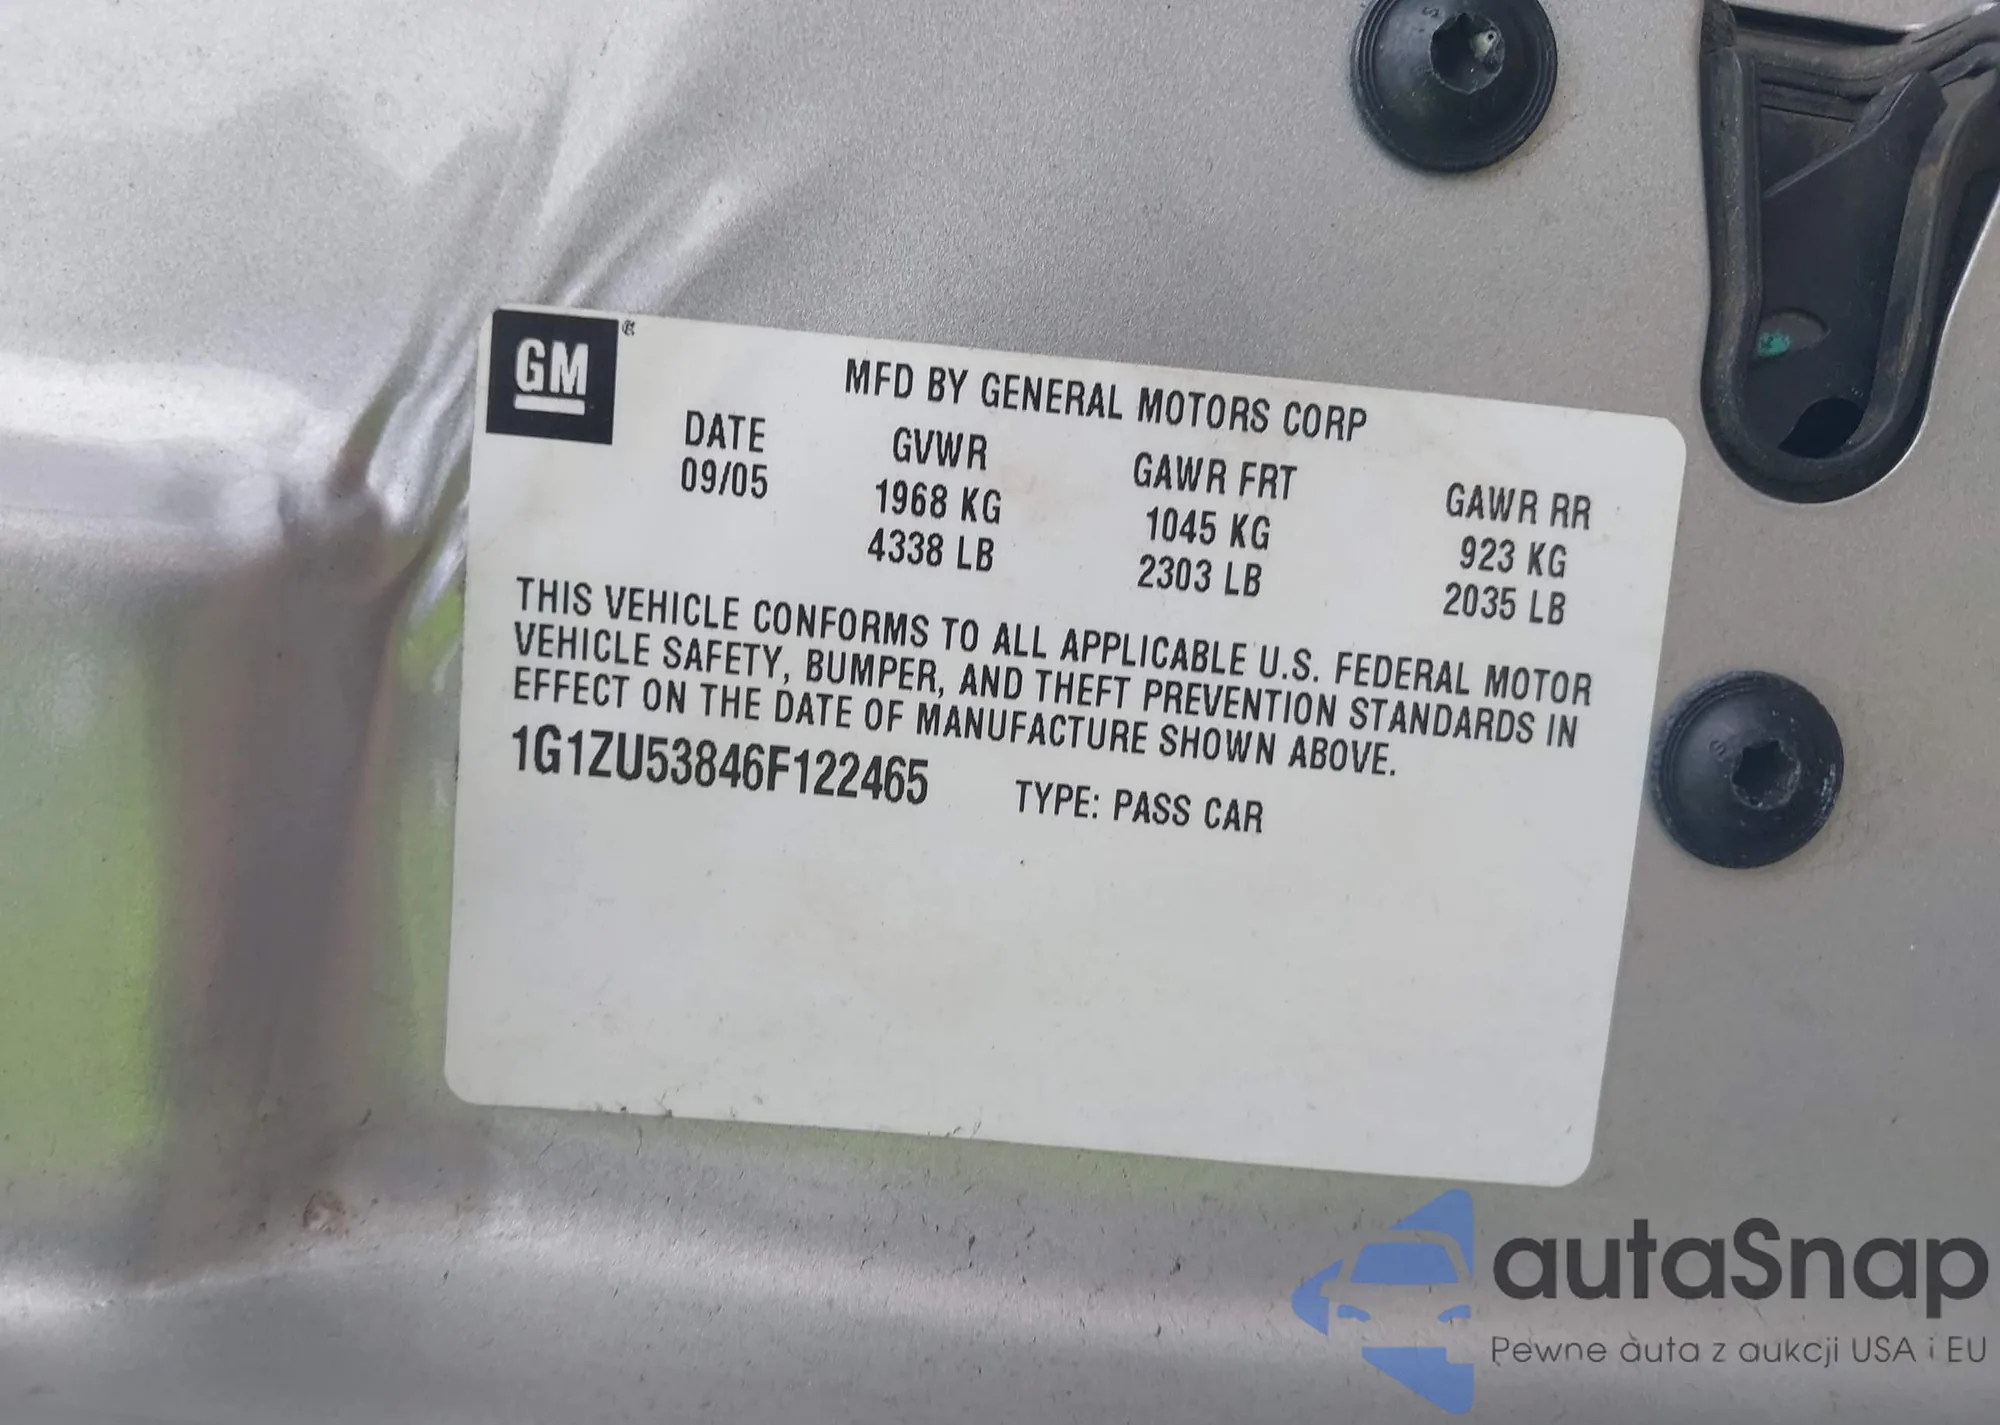 GM
MFD BY GENERAL MOTORS CORP
DATE GVWR GAWR FRT GAWR RR
09/05 1968 KG 1045 KG 923 KG
4338 LB 2303 LB 2035 LB
THIS VEHICLE CONFORMS TO ALL APPLICABLE U.S. FEDERAL MOTOR
VEHICLE SAFETY, BUMPER, AND THEFT PREVENTION STANDARDS IN
EFFECT ON THE DATE OF MANUFACTURE SHOWN ABOVE.
1G1ZU53846F122465 TYPE: PASS CAR
autaSnap
Pewne auta z aukcji USA i EU